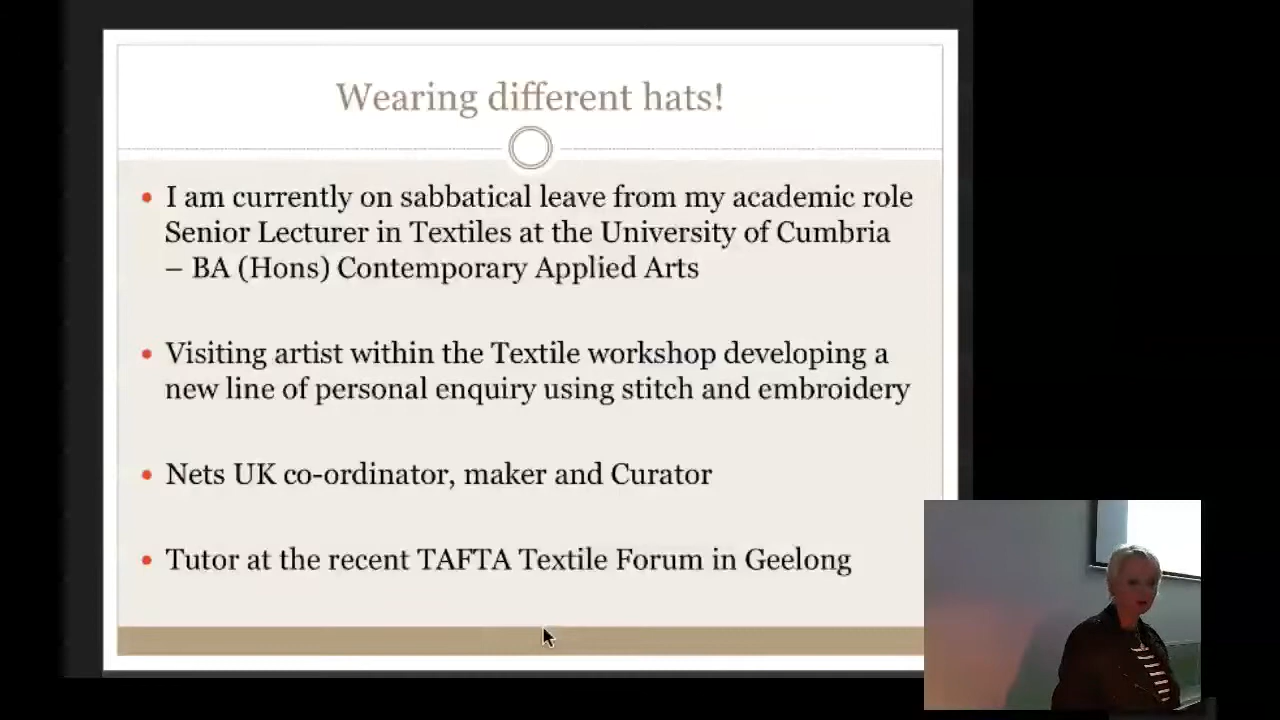 Wearing different hats!
• I am currently on sabbatical leave from my academic role
Senior Lecturer in Textiles at the University of Cumbria
– BA (Hons) Contemporary Applied Arts
• Visiting artist within the Textile workshop developing a
new line of personal enquiry using stitch and embroidery
• Nets UK co-ordinator, maker and Curator
• Tutor at the recent TAFTA Textile Forum in Geelong